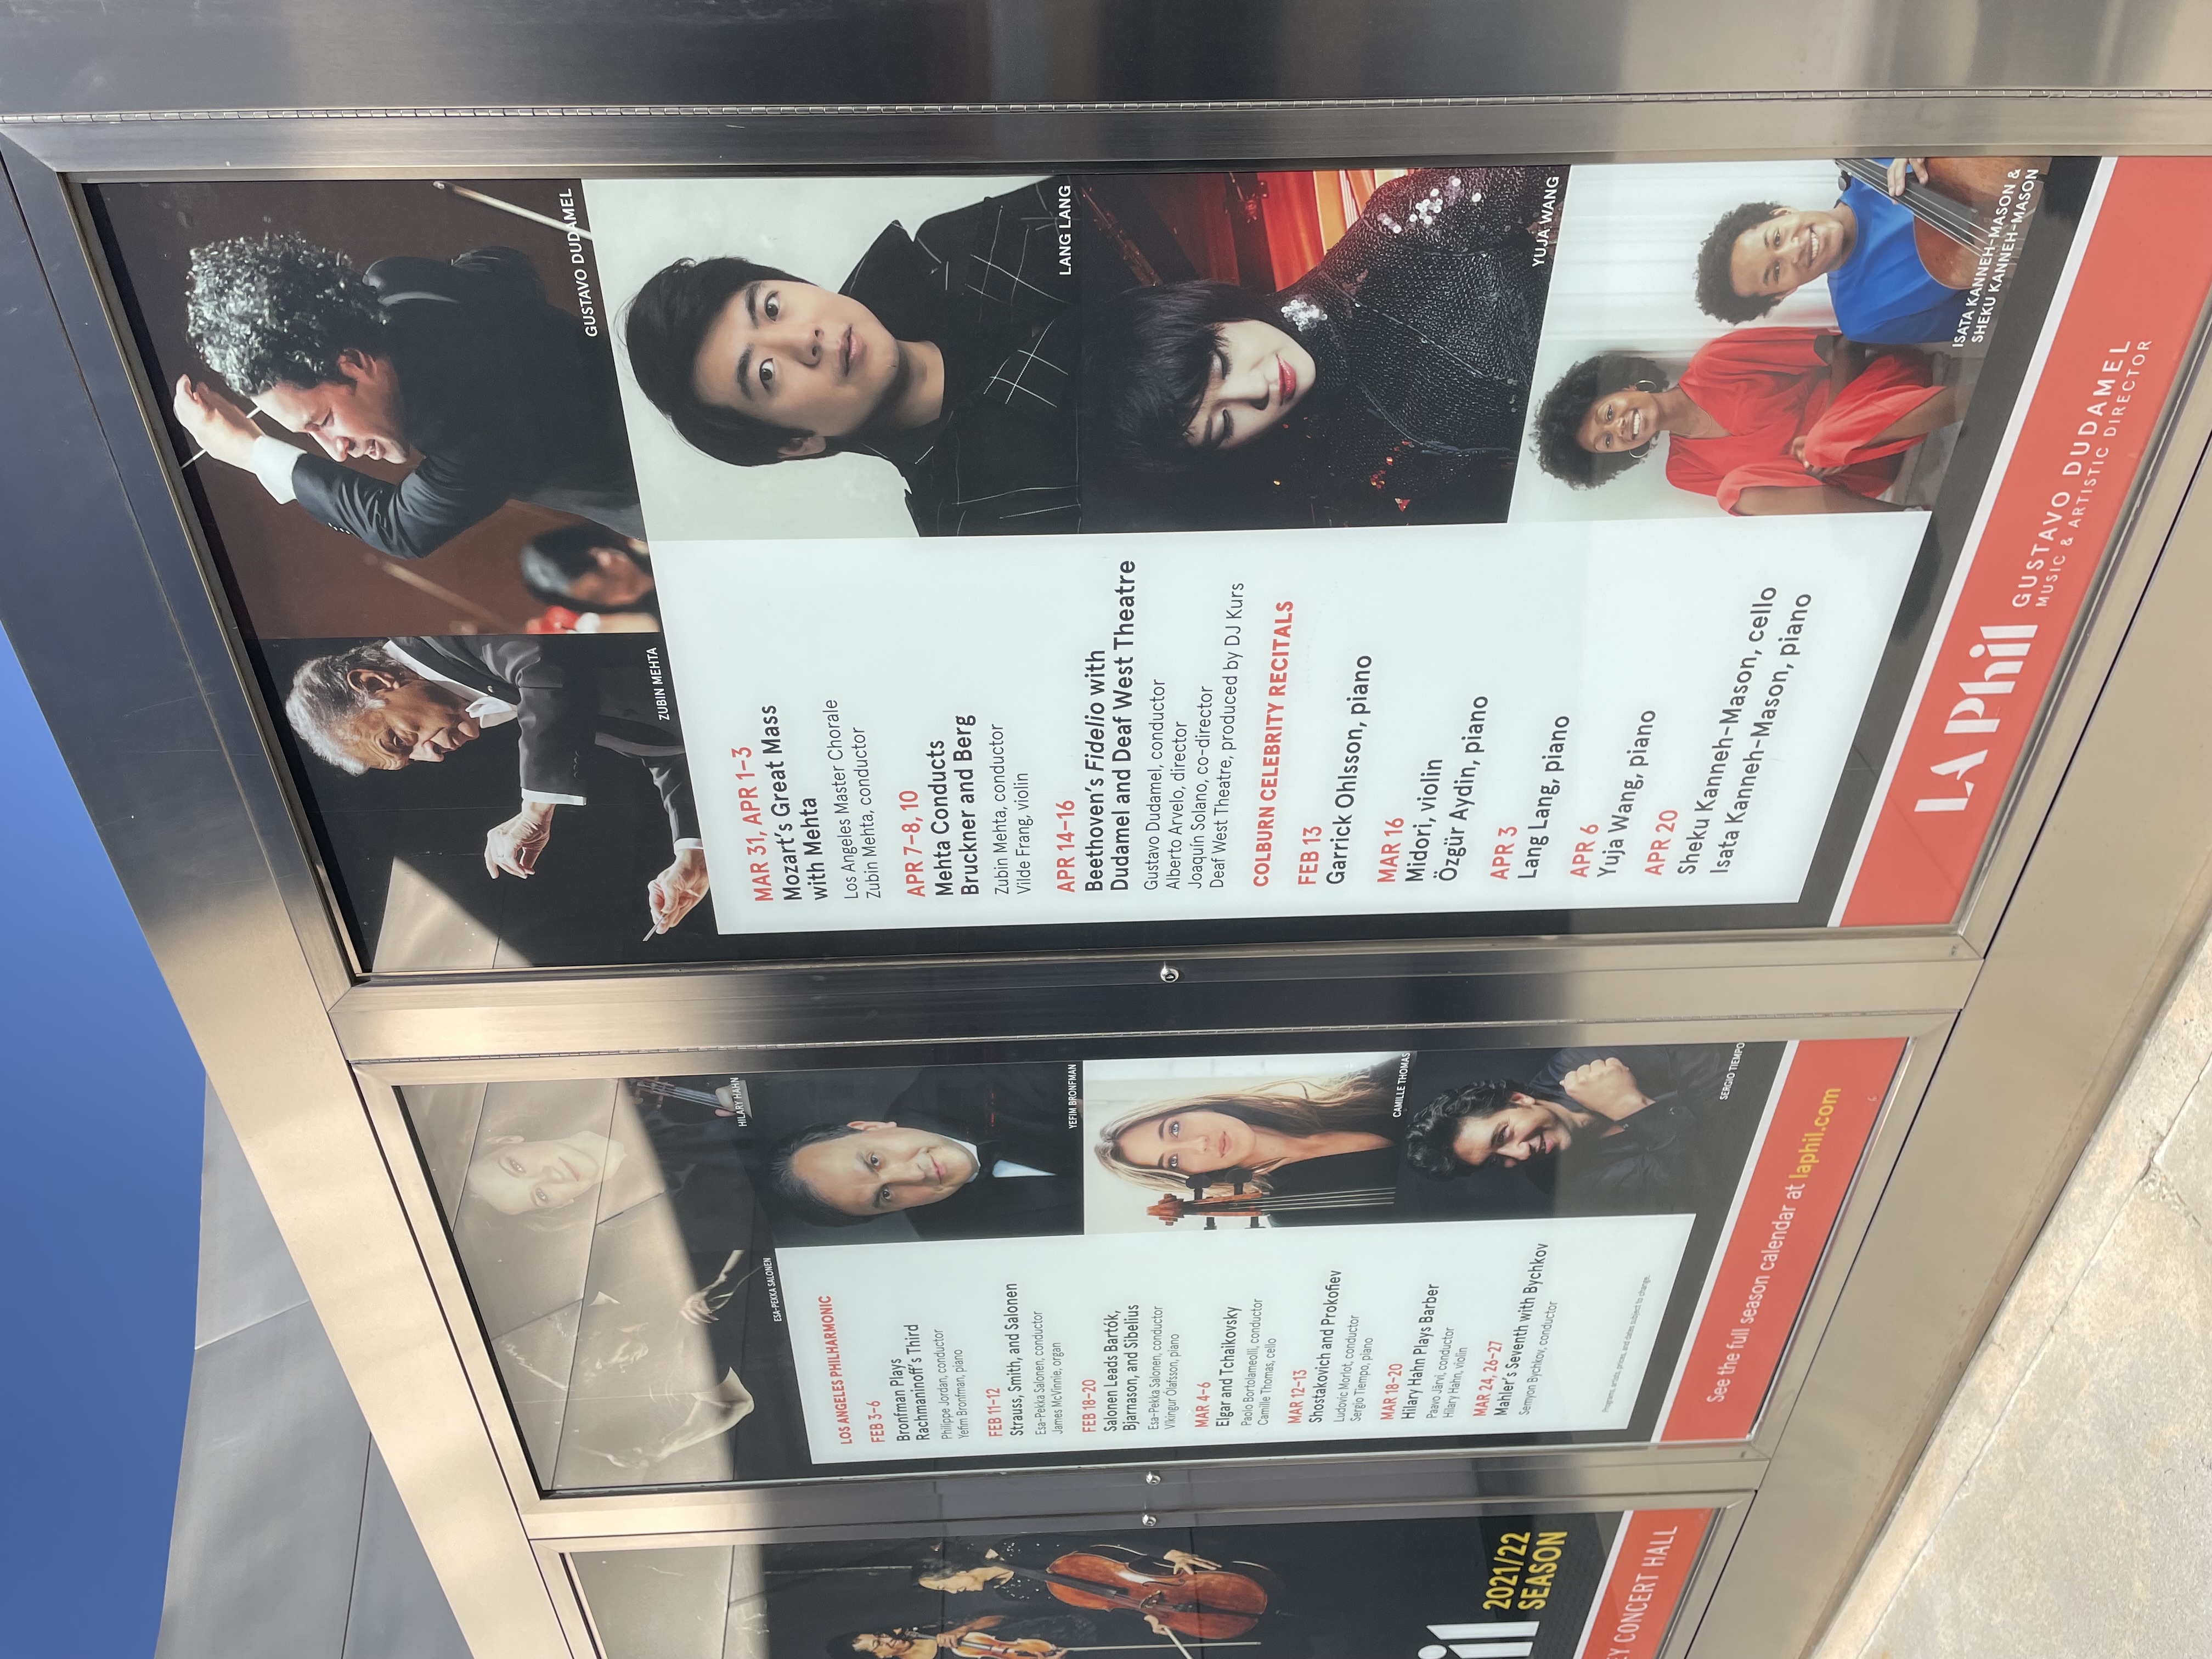 il
2021/22
SEASON
EY CONCERT HALL
ESA-PEKKA SALONEN
HILARY HAHN
LOS ANGELES PHILHARMONIC
FEB 3–6
Bronfman Plays
Rachmaninoff's Third
Philippe Jordan, conductor
Yefim Bronfman, piano
FEB 11–12
Strauss, Smith, and Salonen
Esa-Pekka Salonen, conductor
James McVinnie, organ
FEB 18–20
Salonen Leads Bartók,
Bjarnason, and Sibelius
Esa-Pekka Salonen, conductor
Víkingur Ólafsson, piano
MAR 4–6
Elgar and Tchaikovsky
Paolo Bortolameolli, conductor
Camille Thomas, cello
MAR 12–13
Shostakovich and Prokofiev
Ludovic Morlot, conductor
Sergio Tiempo, piano
MAR 18–20
Hilary Hahn Plays Barber
Paavo Järvi, conductor
Hilary Hahn, violin
MAR 24, 26–27
Mahler's Seventh with Bychkov
Semyon Bychkov, conductor
Programs, artists, prices, and dates subject to change.
YEFIM BRONFMAN
CAMILLE THOMAS
SERGIO TIEMPO
See the full season calendar at laphil.com
ZUBIN MEHTA
GUSTAVO DUDAMEL
MAR 31, APR 1–3
Mozart's Great Mass
with Mehta
Los Angeles Master Chorale
Zubin Mehta, conductor
APR 7–8, 10
Mehta Conducts
Bruckner and Berg
Zubin Mehta, conductor
Vilde Frang, violin
APR 14–16
Beethoven's Fidelio with
Dudamel and Deaf West Theatre
Gustavo Dudamel, conductor
Alberto Arvelo, director
Joaquín Solano, co-director
Deaf West Theatre, produced by DJ Kurs
COLBURN CELEBRITY RECITALS
FEB 13
Garrick Ohlsson, piano
MAR 16
Midori, violin
Özgür Aydin, piano
APR 3
Lang Lang, piano
APR 6
Yuja Wang, piano
APR 20
Sheku Kanneh-Mason, cello
Isata Kanneh-Mason, piano
LANG LANG
YUJA WANG
ISATA KANNEH-MASON &
SHEKU KANNEH-MASON
LA Phil
GUSTAVO DUDAMEL
MUSIC & ARTISTIC DIRECTOR